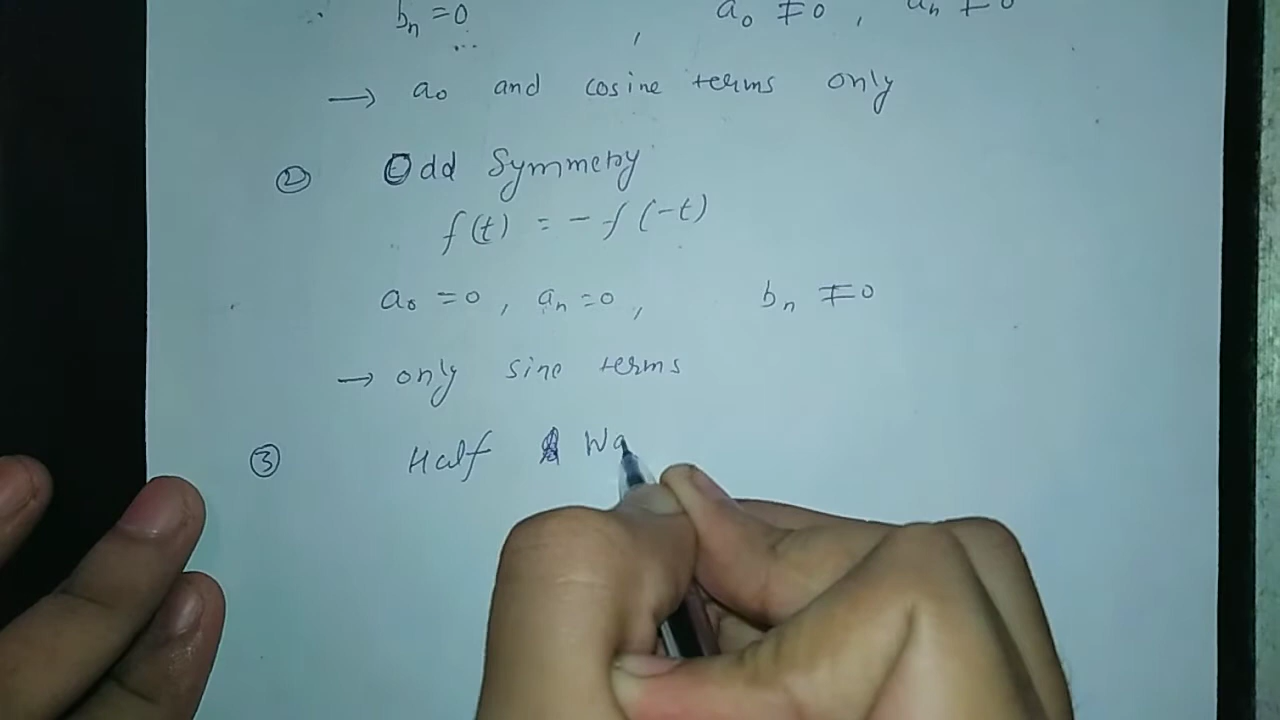 bn = 0 , a0 ≠ 0 , an ≠ 0
→ a0 and cosine terms only
② Odd Symmetry
f(t) = - f(-t)
a0 = 0 , an = 0 , bn ≠ 0
→ only sine terms
③ Half Wa